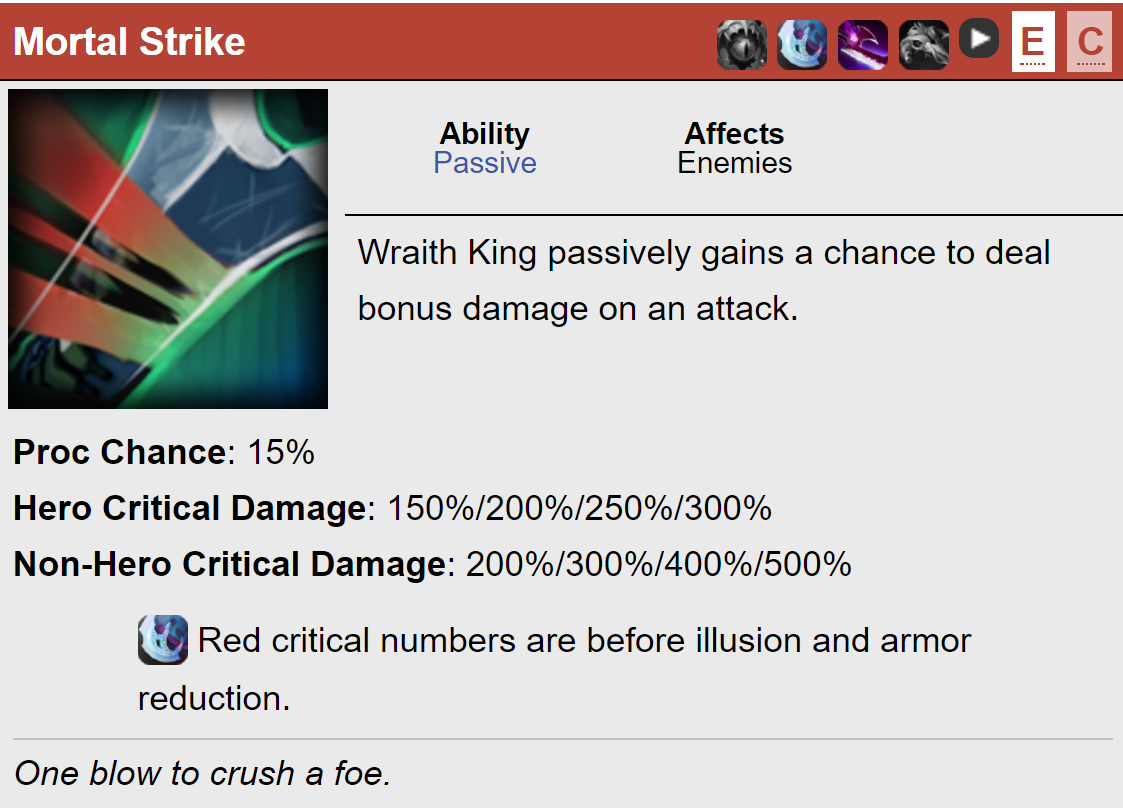 Mortal Strike
E C
Ability
Passive
Affects
Enemies
Wraith King passively gains a chance to deal
bonus damage on an attack.
Proc Chance: 15%
Hero Critical Damage: 150%/200%/250%/300%
Non-Hero Critical Damage: 200%/300%/400%/500%
Red critical numbers are before illusion and armor
reduction.
One blow to crush a foe.